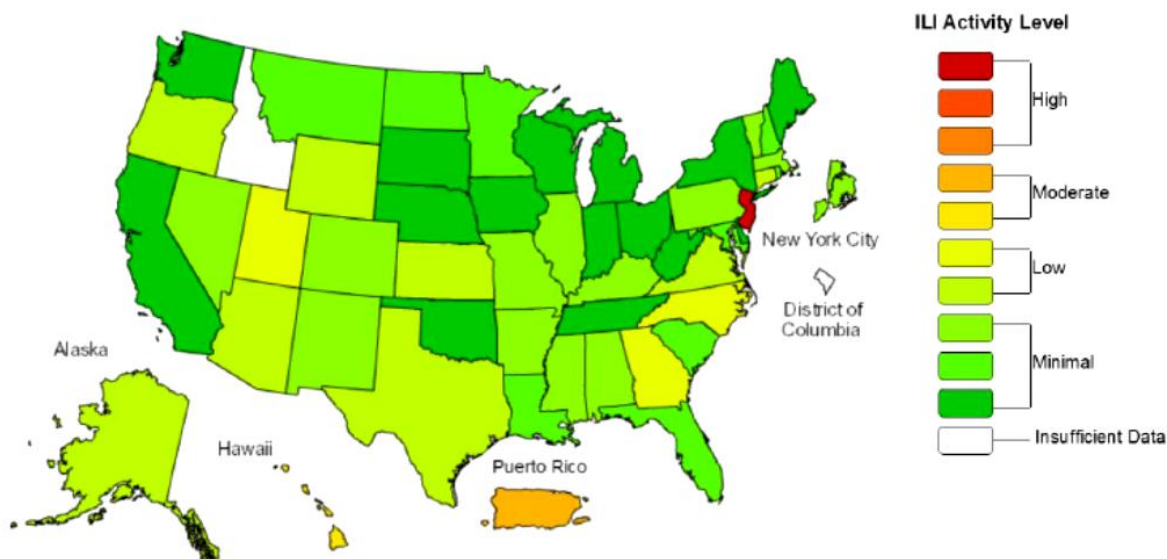 ILI Activity Level
High
Moderate
Low
Minimal
Insufficient Data
New York City
District of
Columbia
Alaska
Hawaii
Puerto Rico